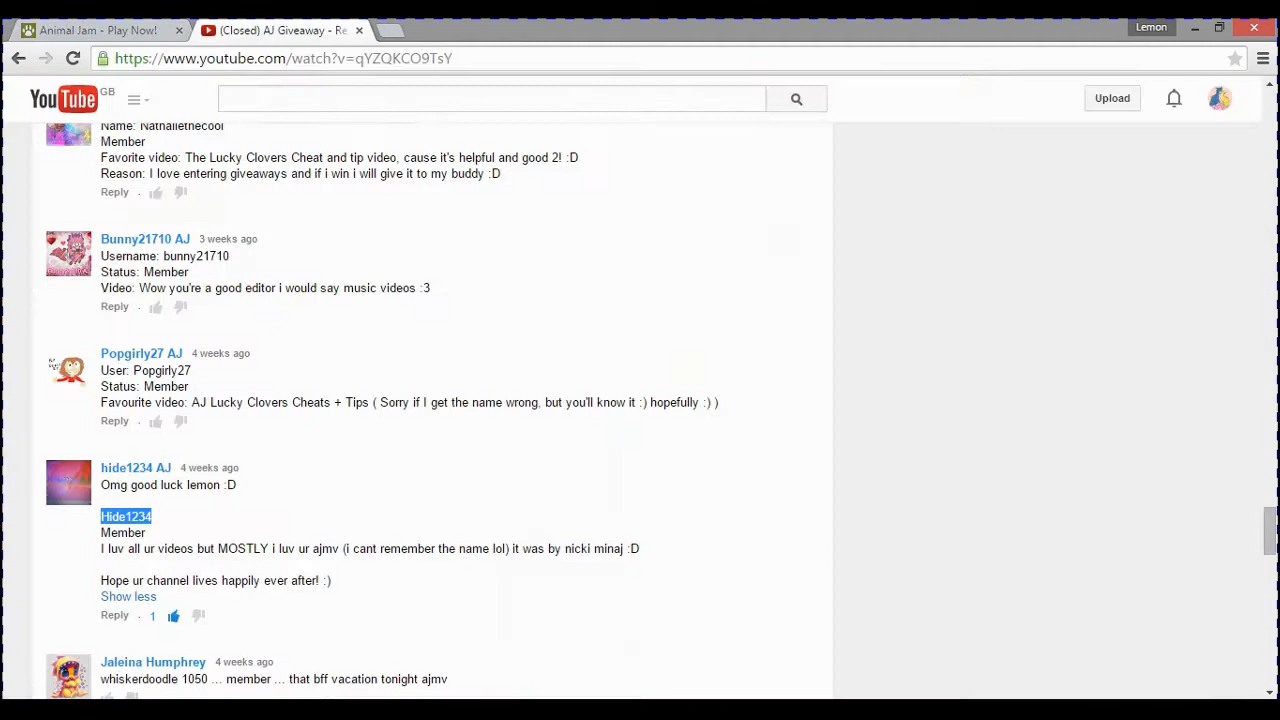 Animal Jam - Play Now!
(Closed) AJ Giveaway - Re
Lemon
https://www.youtube.com/watch?v=qYZQKCO9TsY
YouTube GB
Upload
Name: Nathaliethecool
Member
Favorite video: The Lucky Clovers Cheat and tip video, cause it's helpful and good 2! :D
Reason: I love entering giveaways and if i win i will give it to my buddy :D
Reply .
Bunny21710 AJ 3 weeks ago
Username: bunny21710
Status: Member
Video: Wow you're a good editor i would say music videos :3
Reply .
Popgirly27 AJ 4 weeks ago
User: Popgirly27
Status: Member
Favourite video: AJ Lucky Clovers Cheats + Tips ( Sorry if I get the name wrong, but you'll know it :) hopefully :) )
Reply .
hide1234 AJ 4 weeks ago
Omg good luck lemon :D
Hide1234
Member
I luv all ur videos but MOSTLY i luv ur ajmv (i cant remember the name lol) it was by nicki minaj :D
Hope ur channel lives happily ever after! :)
Show less
Reply . 1
Jaleina Humphrey 4 weeks ago
whiskerdoodle 1050 ... member ... that bff vacation tonight ajmv